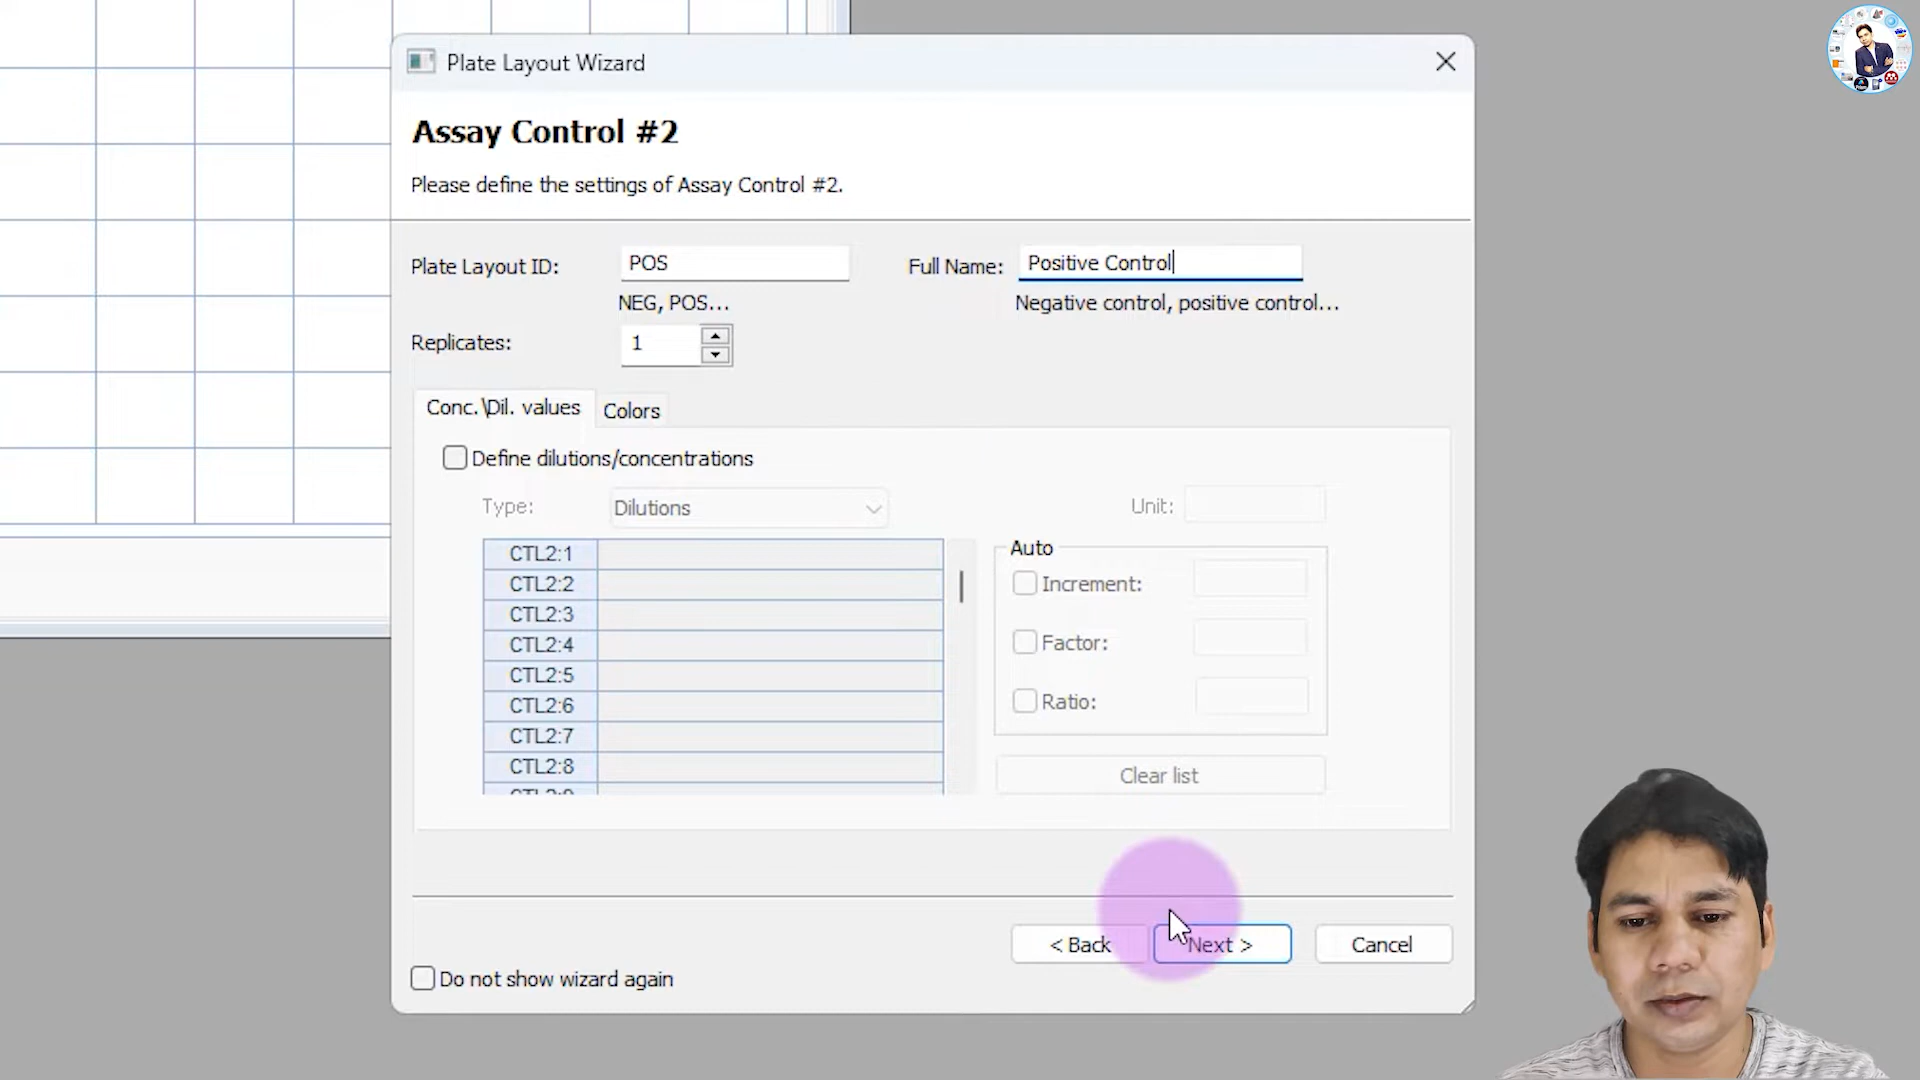 Plate Layout Wizard
Assay Control #2
Please define the settings of Assay Control #2.
Plate Layout ID: POS Full Name: Positive Control
NEG, POS... Negative control, positive control...
Replicates: 1
Conc.\Dil. values Colors
Define dilutions/concentrations
Type: Dilutions Unit:
Auto
CTL2:1
CTL2:2 Increment:
CTL2:3
CTL2:4 Factor:
CTL2:5
CTL2:6 Ratio:
CTL2:7
CTL2:8 Clear list
CTL2:9
< Back Next > Cancel
Do not show wizard again